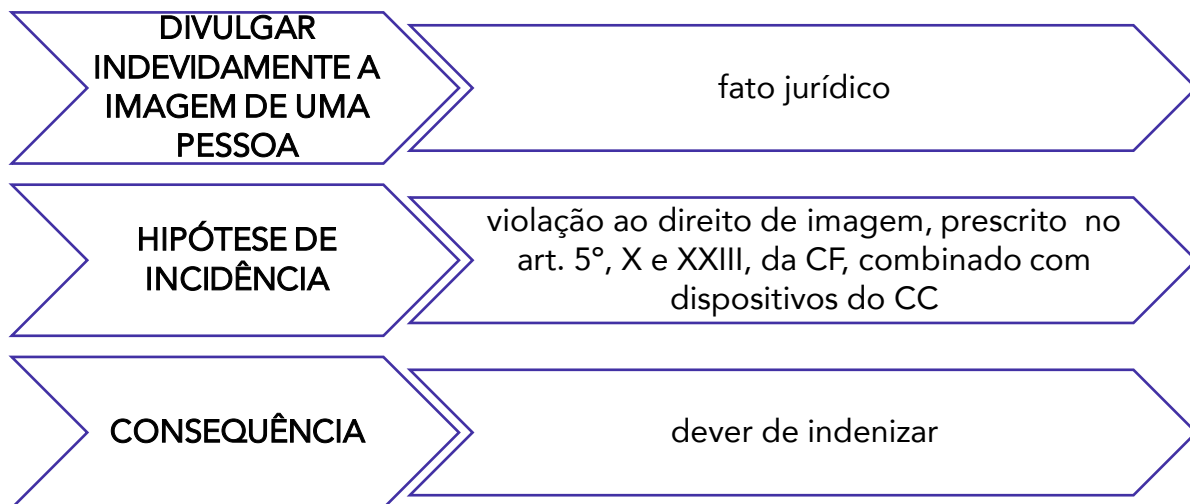 DIVULGAR
INDEVIDAMENTE A
IMAGEM DE UMA
PESSOA
fato jurídico
HIPÓTESE DE
INCIDÊNCIA
violação ao direito de imagem, prescrito no
art. 5º, X e XXIII, da CF, combinado com
dispositivos do CC
CONSEQUÊNCIA
dever de indenizar